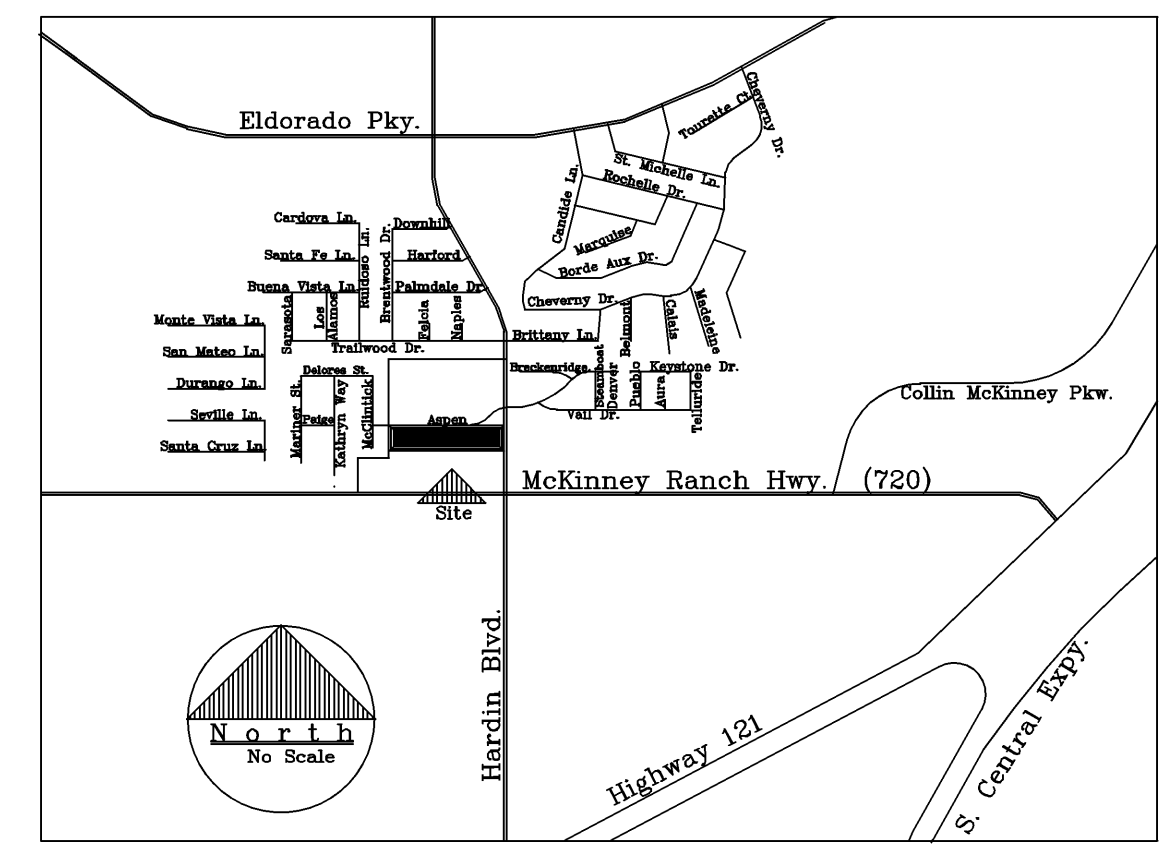 Eldorado Pky.
Tourette Ct.
Cheverny Dr.
St. Michelle Ln.
Rochelle Dr.
Candide Ln.
Cardova Ln.
Downhill
Ruidoso Ln.
Brentwood Dr.
Marquise
Santa Fe Ln.
Harford
Borde Aux Dr.
Buena Vista Ln.
Palmdale Dr.
Cheverny Dr.
Sarasota
Los
Alamos
Felcia
Naples
Belmont
Calais
Madeleine
Monte Vista Ln.
Brittany Ln.
Trailwood Dr.
San Mateo Ln.
Delores St.
Breckenridge
Steamboat
Denver
Pueblo
Keystone Dr.
Durango Ln.
Mariner St.
Kathryn Way
McClintick
Aura
Telluride
Collin McKinney Pkw.
Seville Ln.
Paige
Aspen
Vail Dr.
Santa Cruz Ln.
McKinney Ranch Hwy. (720)
Site
Hardin Blvd.
North
No Scale
Highway 121
S. Central Expy.